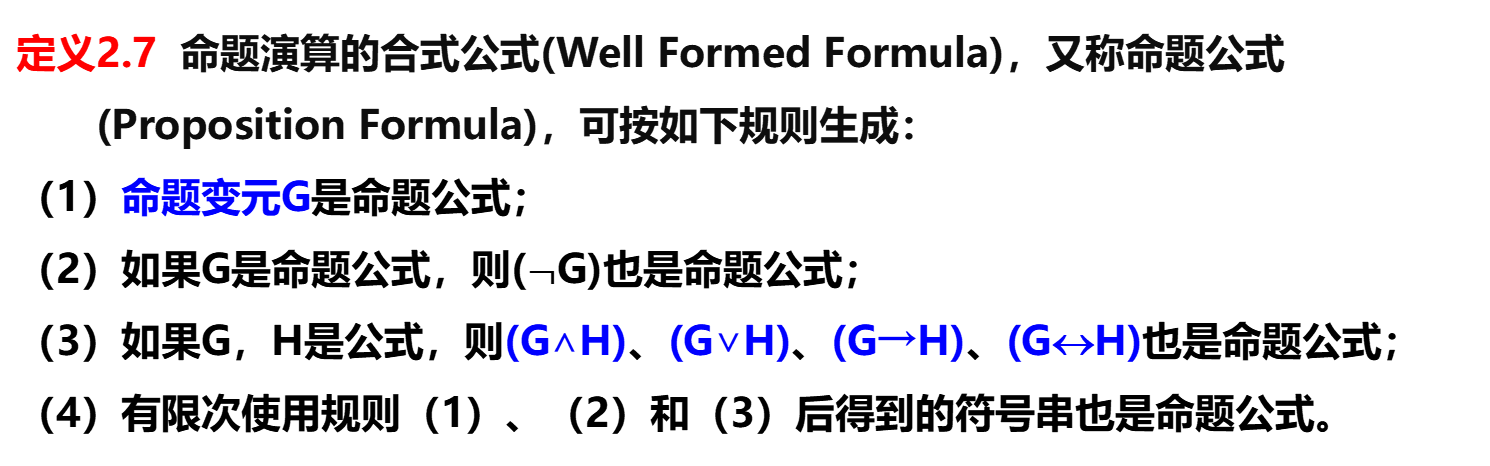 定义2.7 命题演算的合式公式(Well Formed Formula)，又称命题公式
(Proposition Formula)，可按如下规则生成：
（1）命题变元G是命题公式；
（2）如果G是命题公式，则(¬G)也是命题公式；
（3）如果G，H是公式，则(G∧H)、(G∨H)、(G→H)、(G↔H)也是命题公式；
（4）有限次使用规则（1）、（2）和（3）后得到的符号串也是命题公式。